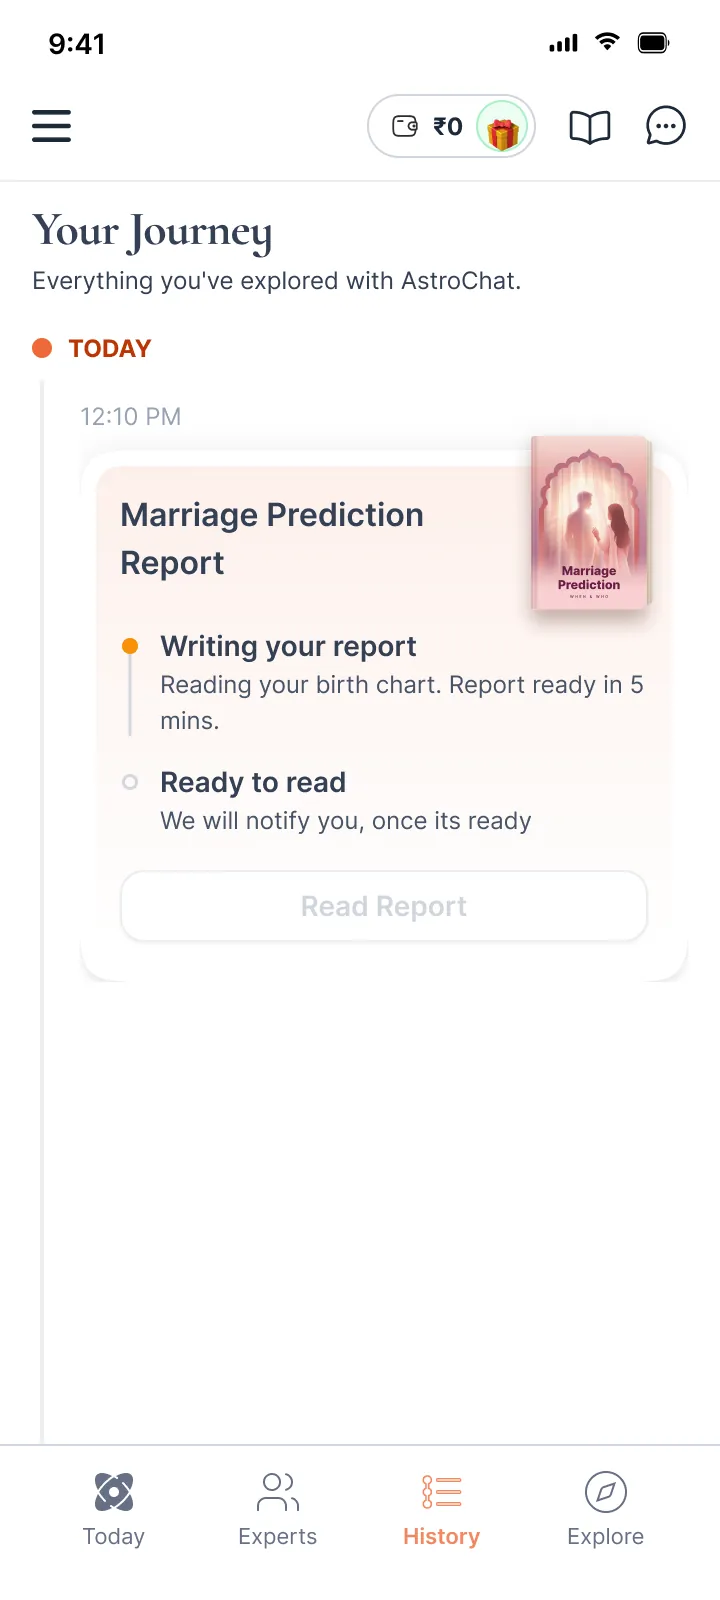 9:41
₹0
Your Journey
Everything you've explored with AstroChat.
TODAY
12:10 PM
Marriage Prediction
Report
Marriage
Prediction
WHEN & WHO
Writing your report
Reading your birth chart. Report ready in 5
mins.
Ready to read
We will notify you, once its ready
Read Report
Today
Experts
History
Explore